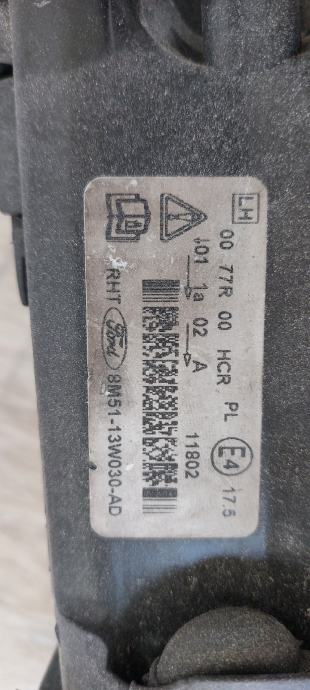 LH
00 77R 00 HCR PL E4 17.5
01 1a 02 A 11802
RHT Ford 8M51-13W030-AD